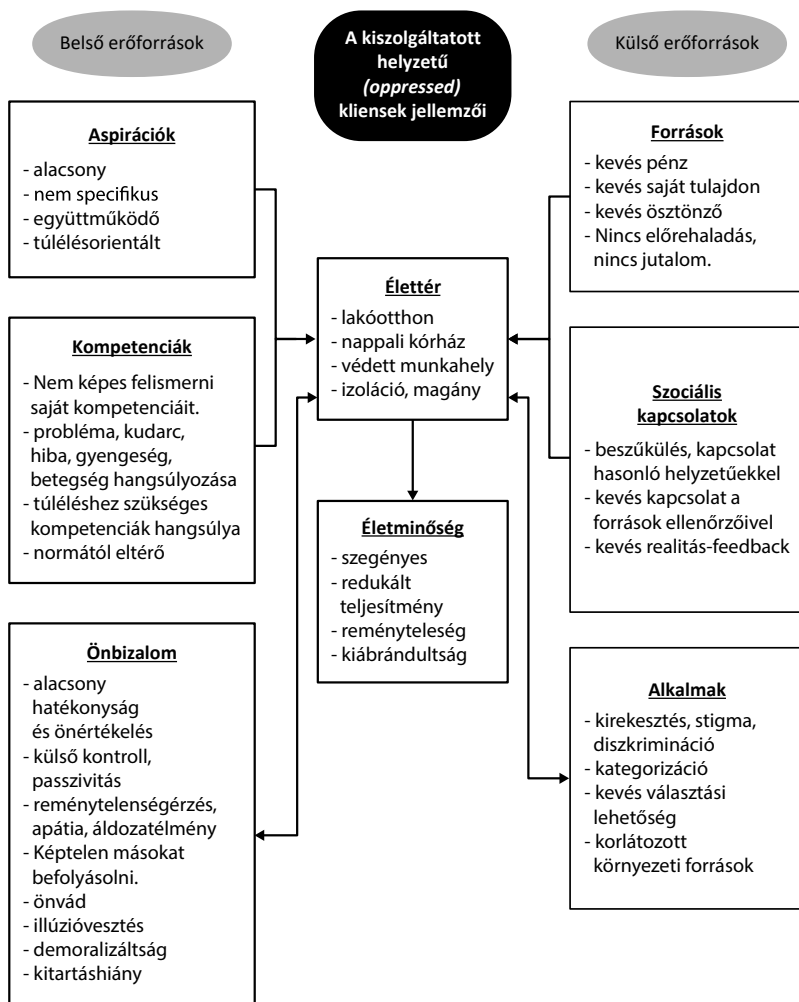 Belső erőforrások
A kiszolgáltatott
helyzetű
(oppressed)
kliensek jellemzői
Külső erőforrások
Aspirációk
- alacsony
- nem specifikus
- együttműködő
- túlélésorientált
Kompetenciák
- Nem képes felismerni
saját kompetenciáit.
- probléma, kudarc,
hiba, gyengeség,
betegség hangsúlyozása
- túléléshez szükséges
kompetenciák hangsúlya
- normától eltérő
Önbizalom
- alacsony
hatékonyság
és önértékelés
- külső kontroll,
passzivitás
- reménytelenségérzés,
apátia, áldozatélmény
- Képtelen másokat
befolyásolni.
- önvád
- illúzióvesztés
- demoralizáltság
- kitartáshiány
Élettér
- lakóotthon
- nappali kórház
- védett munkahely
- izoláció, magány
Életminőség
- szegényes
- redukált
teljesítmény
- reményteleség
- kiábrándultság
Források
- kevés pénz
- kevés saját tulajdon
- kevés ösztönző
- Nincs előrehaladás,
nincs jutalom.
Szociális
kapcsolatok
- beszűkülés, kapcsolat
hasonló helyzetűekkel
- kevés kapcsolat a
források ellenőrzőivel
- kevés realitás-feedback
Alkalmak
- kirekesztés, stigma,
diszkrimináció
- kategorizáció
- kevés választási
lehetőség
- korlátozott
környezeti források